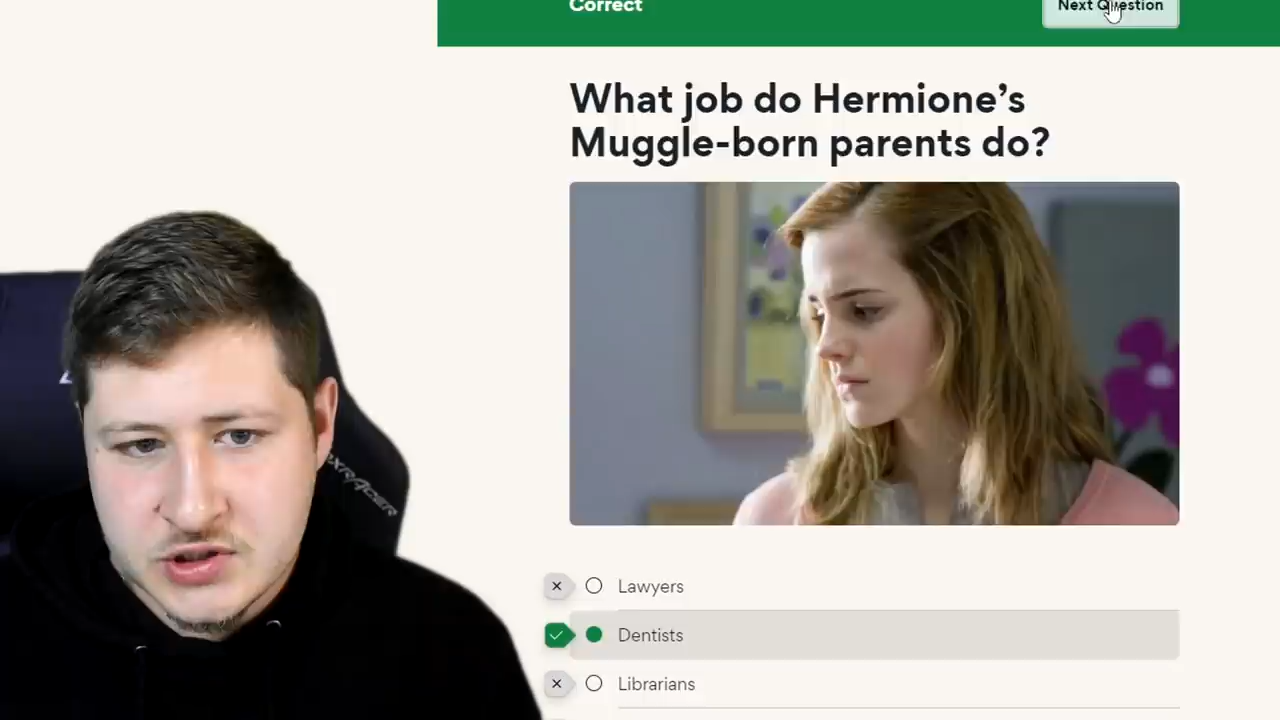 Correct
Next Question
What job do Hermione’s
Muggle-born parents do?
Lawyers
Dentists
Librarians